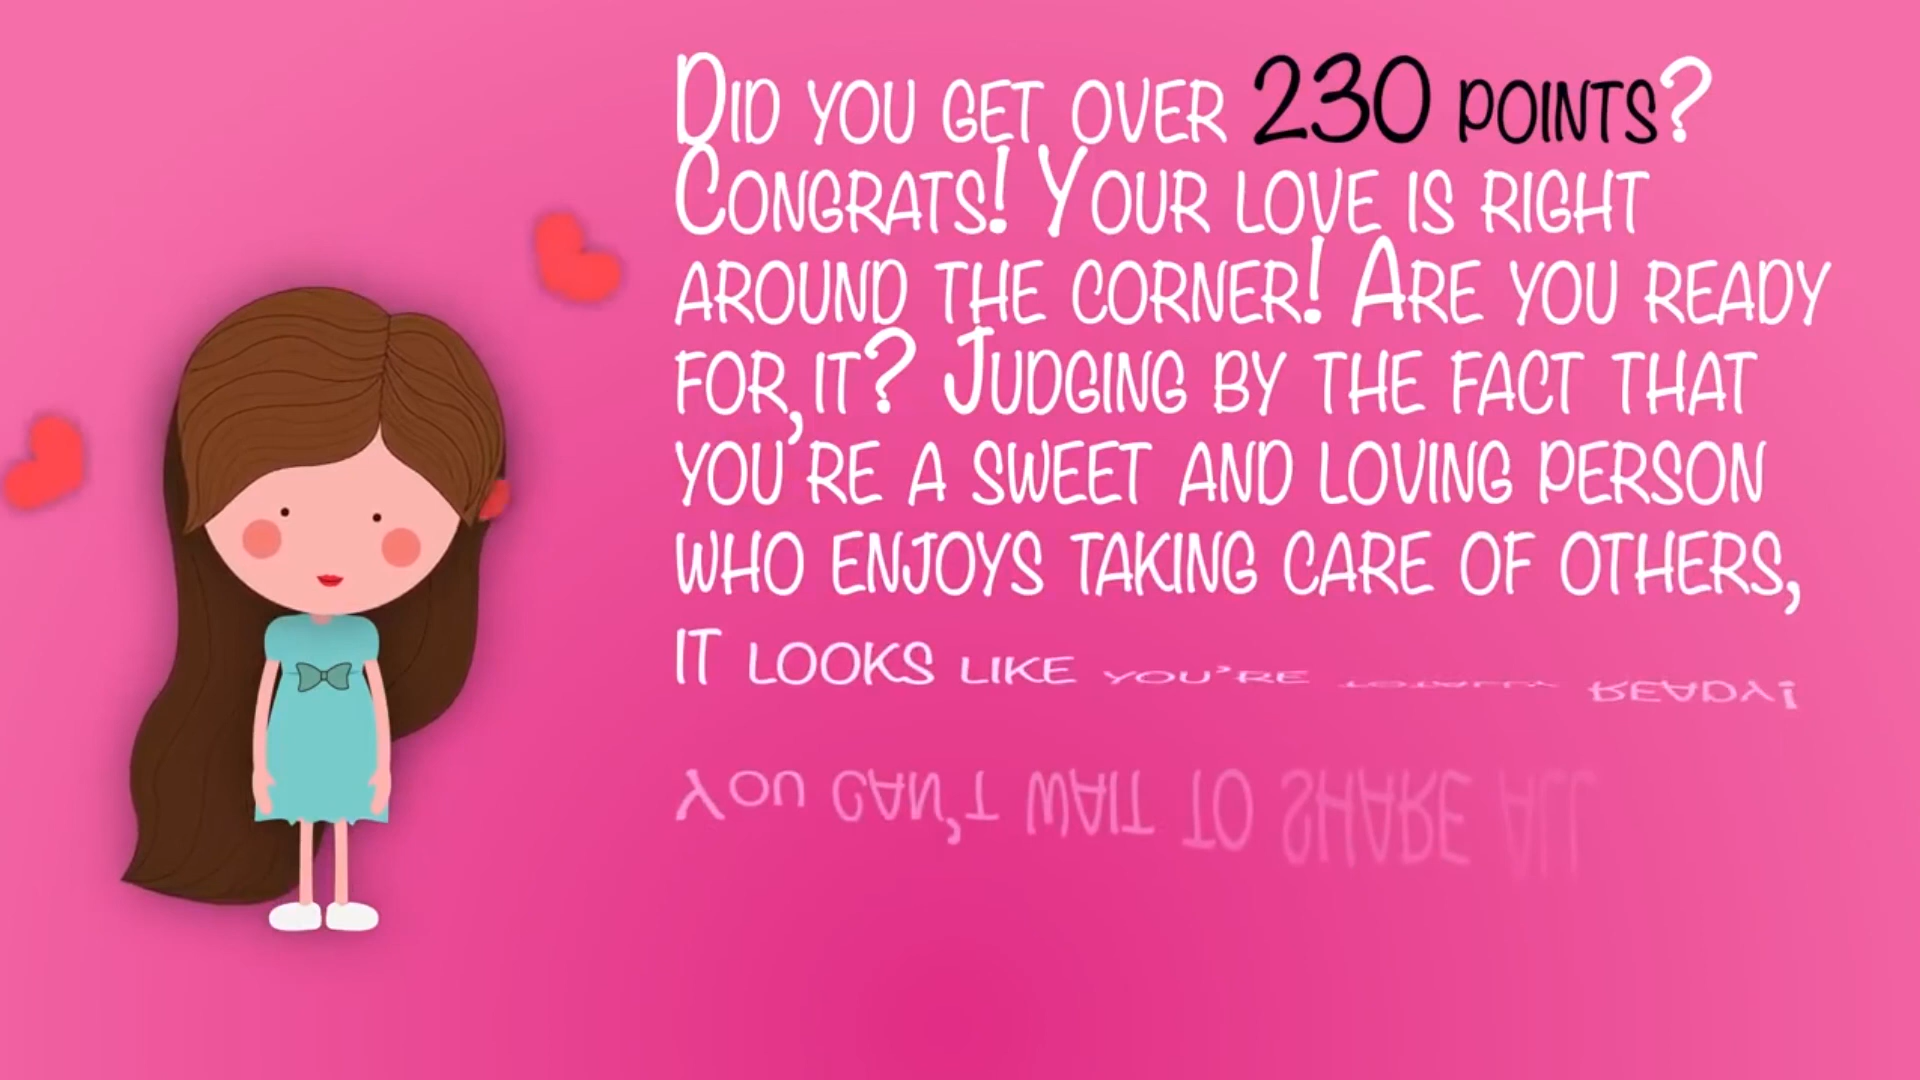 Did you get over 230 points?
Congrats! Your love is right
around the corner! Are you ready
for it? Judging by the fact that
you're a sweet and loving person
who enjoys taking care of others,
it looks like you're totally ready!
You can't wait to share all